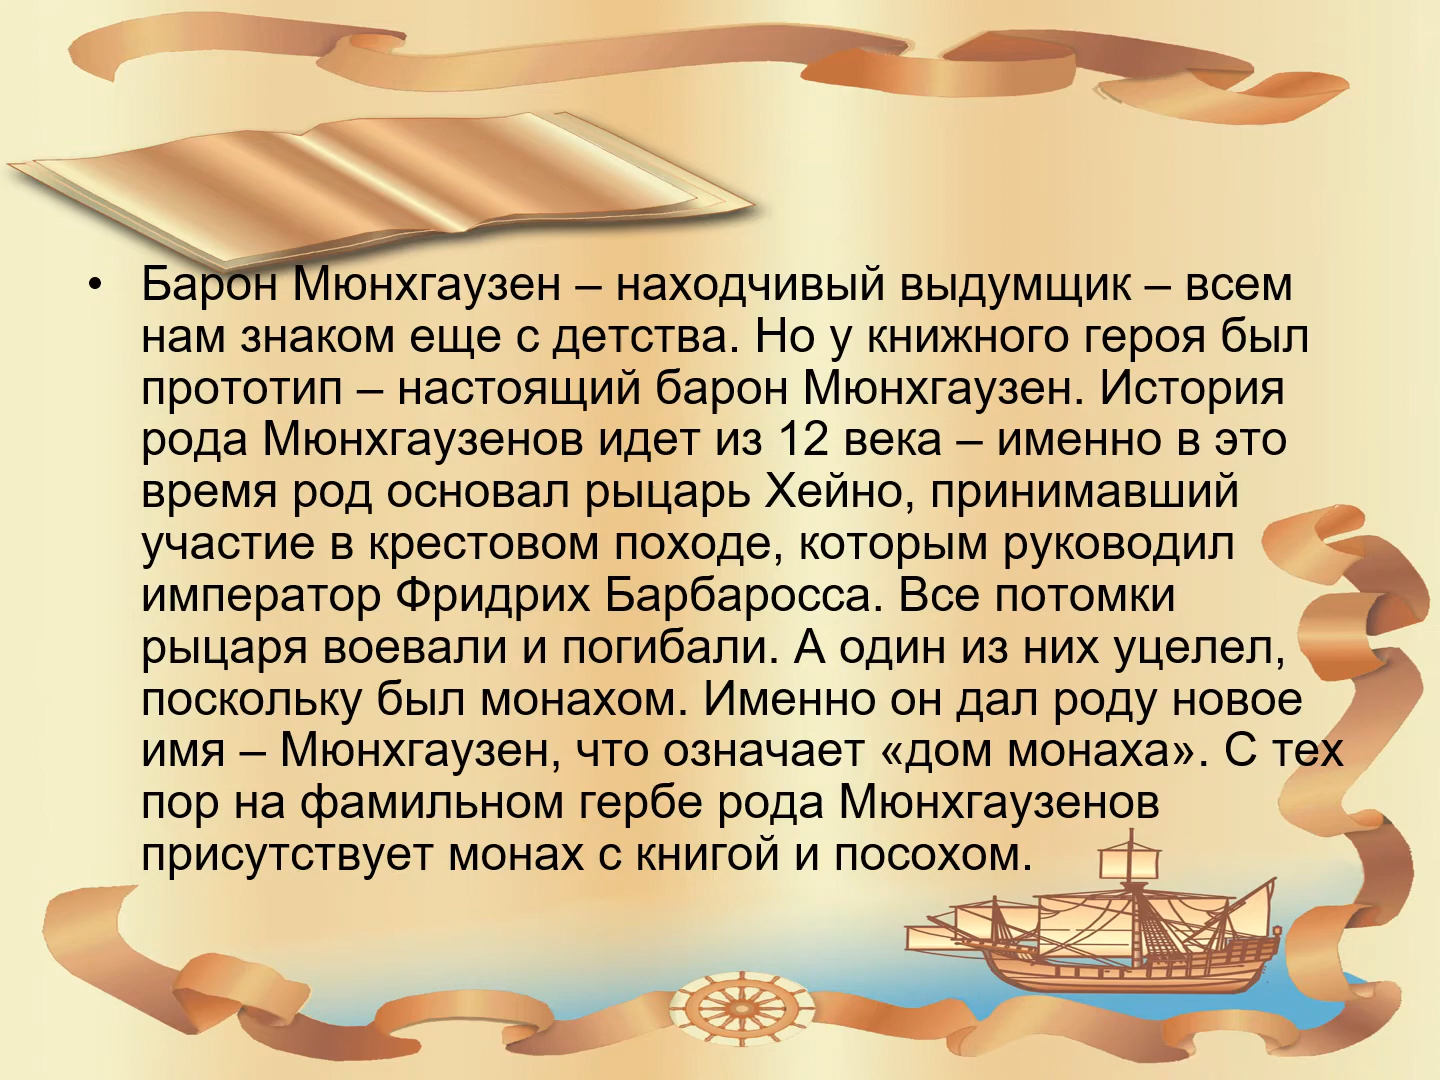 • Барон Мюнхгаузен – находчивый выдумщик – всем
нам знаком еще с детства. Но у книжного героя был
прототип – настоящий барон Мюнхгаузен. История
рода Мюнхгаузенов идет из 12 века – именно в это
время род основал рыцарь Хейно, принимавший
участие в крестовом походе, которым руководил
император Фридрих Барбаросса. Все потомки
рыцаря воевали и погибали. А один из них уцелел,
поскольку был монахом. Именно он дал роду новое
имя – Мюнхгаузен, что означает «дом монаха». С тех
пор на фамильном гербе рода Мюнхгаузенов
присутствует монах с книгой и посохом.